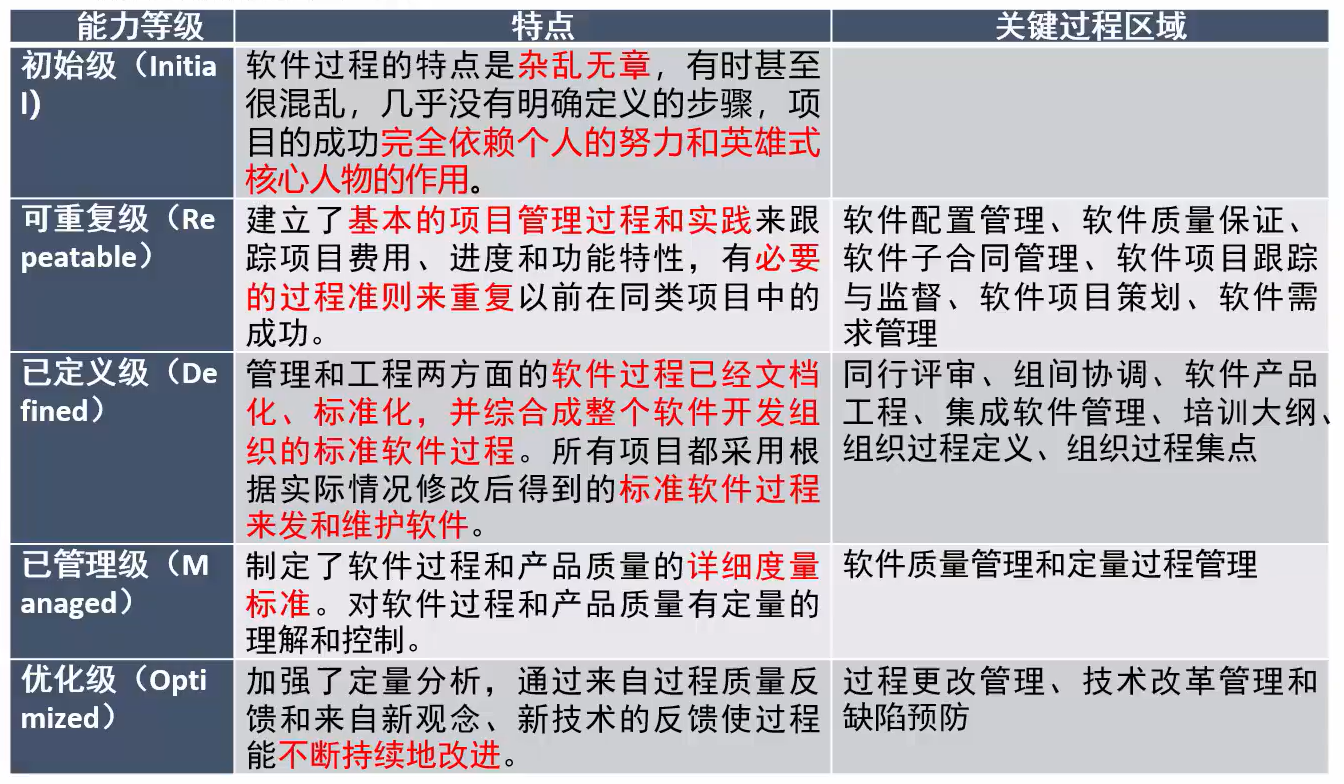 能力等级
特点
关键过程区域
初始级（Initia
l）
软件过程的特点是杂乱无章，有时甚至
很混乱，几乎没有明确定义的步骤，项
目的成功完全依赖个人的努力和英雄式
核心人物的作用。
可重复级（Re
peatable）
建立了基本的项目管理过程和实践来跟
踪项目费用、进度和功能特性，有必要
的过程准则来重复以前在同类项目中的
成功。
软件配置管理、软件质量保证、
软件子合同管理、软件项目跟踪
与监督、软件项目策划、软件需
求管理
已定义级（De
fined）
管理和工程两方面的软件过程已经文档
化、标准化，并综合成整个软件开发组
织的标准软件过程。所有项目都采用根
据实际情况修改后得到的标准软件过程
来发和维护软件。
同行评审、组间协调、软件产品
工程、集成软件管理、培训大纲、
组织过程定义、组织过程集点
已管理级（M
anaged）
制定了软件过程和产品质量的详细度量
标准。对软件过程和产品质量有定量的
理解和控制。
软件质量管理和定量过程管理
优化级（Opti
mized）
加强了定量分析，通过来自过程质量反
馈和来自新观念、新技术的反馈使过程
能不断持续地改进。
过程更改管理、技术改革管理和
缺陷预防